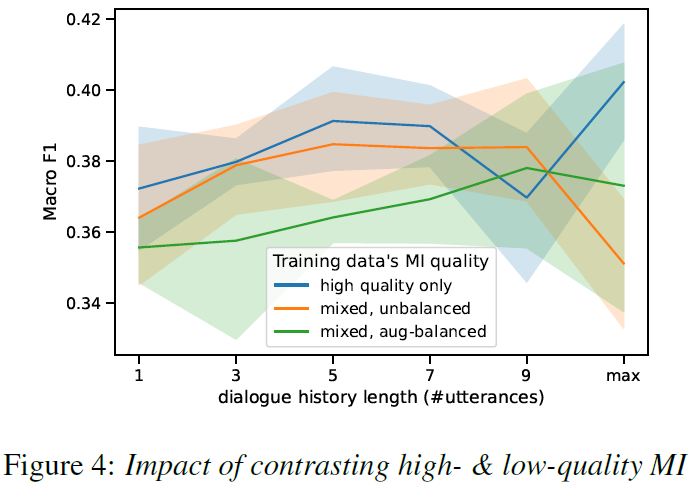 0.42
0.40
0.38
0.36
0.34
Macro F1
Training data's MI quality
high quality only
mixed, unbalanced
mixed, aug-balanced
1 3 5 7 9 max
dialogue history length (#utterances)
Figure 4: Impact of contrasting high- & low-quality MI